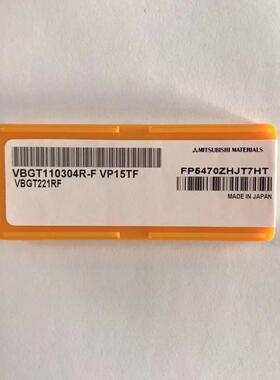 VBGT110304R-F VP15TF
VBGT221RF
MITSUBISHI MATERIALS
FP5470ZHJT7HT
MADE IN JAPAN